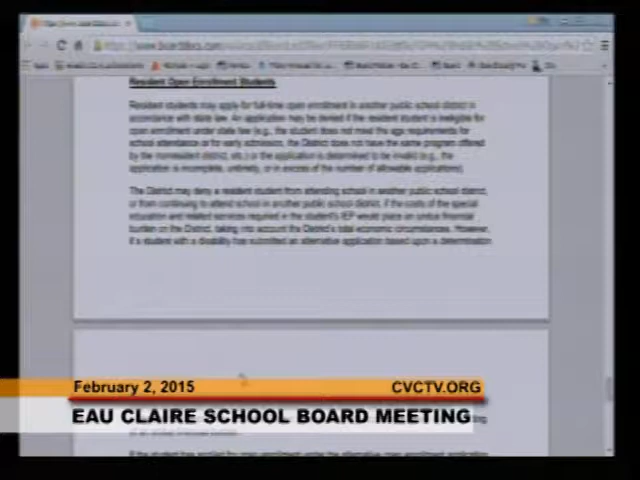 Resident Open Enrollment Students
Resident students may apply for full-time open enrollment in another public school district in
accordance with state law. An application may be denied if the resident student is ineligible for
open enrollment under state law (e.g., the student does not meet the age requirements for
school attendance or for early admission, the District does not have the same program offered
by the nonresident district, etc.) or the application is determined to be invalid (e.g., the
application is incomplete, untimely, or in excess of the number of allowable applications).
The District may deny a resident student from attending school in another public school district,
or from continuing to attend school in another public school district, if the costs of the special
education and related services required in the student's IEP would place an undue financial
burden on the District, taking into account the District's total economic circumstances. However,
if a student with a disability has submitted an alternative application based upon a determination
February 2, 2015
CVCTV.ORG
EAU CLAIRE SCHOOL BOARD MEETING